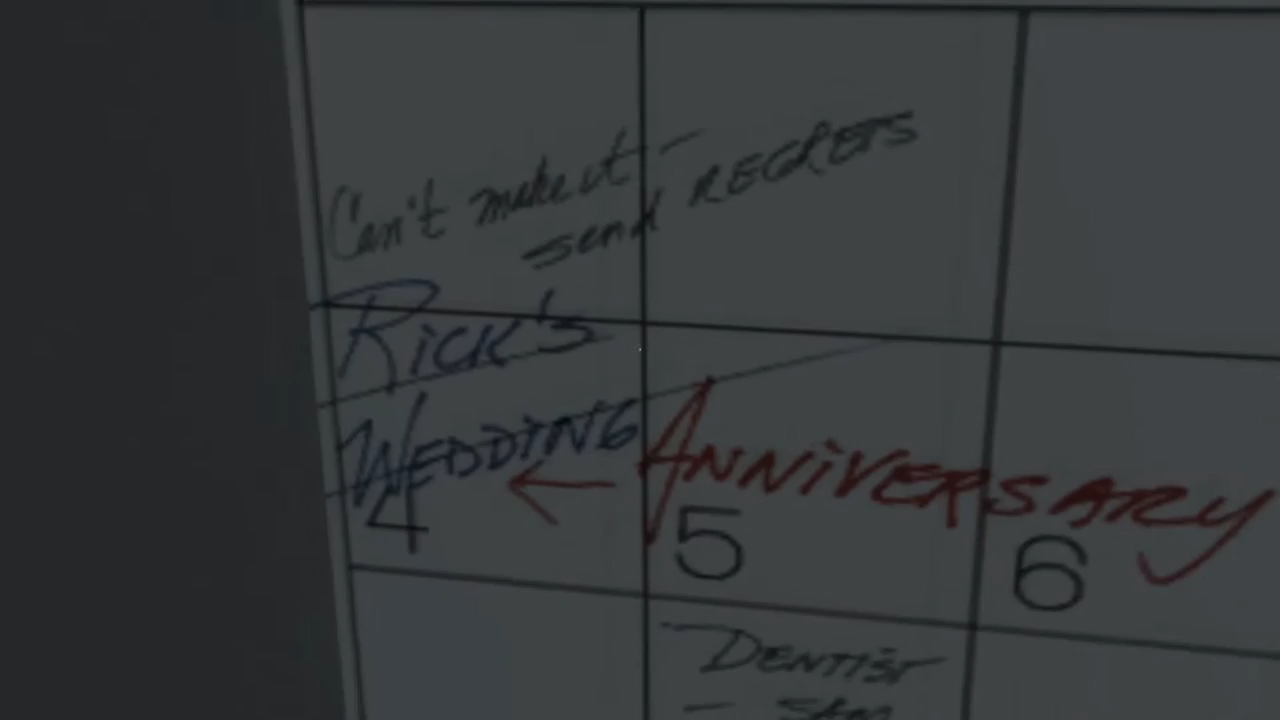 Can't make it -
send REGRETS
RiCK's
WEDDiNG
← ANNiVERSARY
4
5
6
DENTiST
-